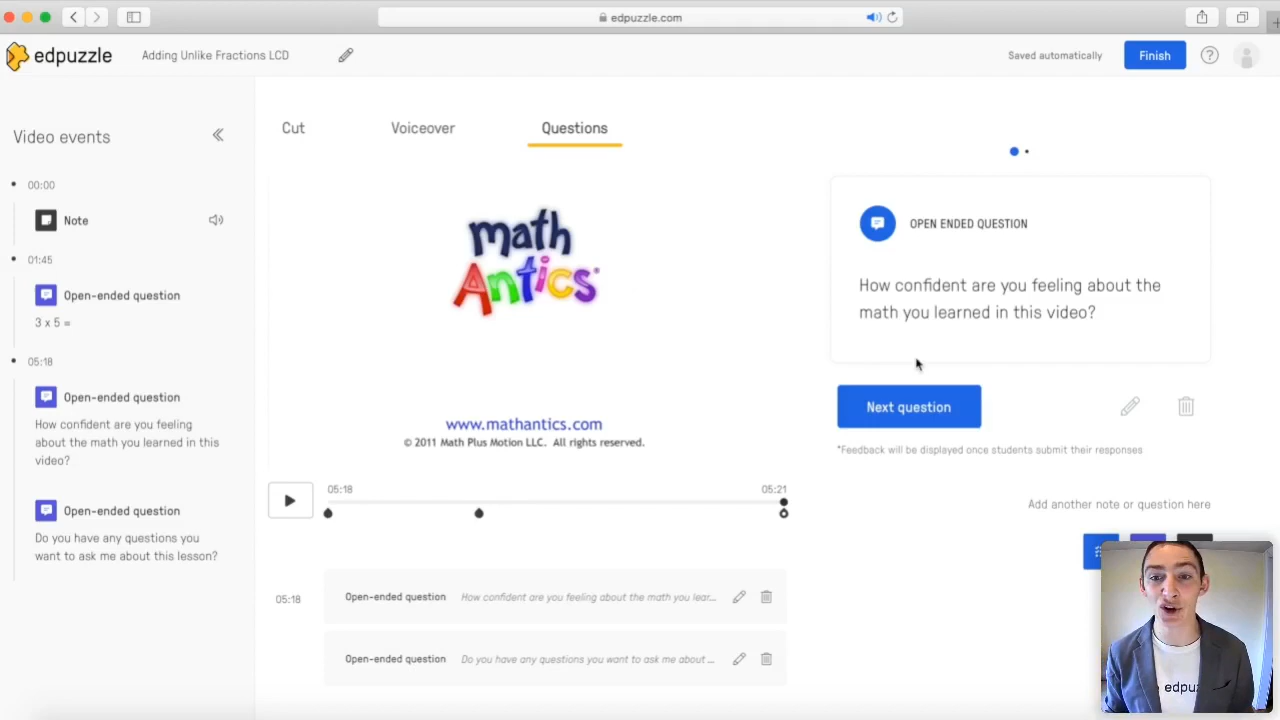 edpuzzle.com
edpuzzle
Adding Unlike Fractions LCD
Saved automatically
Finish
?
Video events
00:00
Note
01:45
Open-ended question
3 x 5 =
05:18
Open-ended question
How confident are you feeling
about the math you learned in this
video?
Open-ended question
Do you have any questions you
want to ask me about this lesson?
Cut
Voiceover
Questions
math
Antics®
www.mathantics.com
© 2011 Math Plus Motion LLC. All rights reserved.
05:18
05:21
05:18
Open-ended question
How confident are you feeling about the math you lear...
Open-ended question
Do you have any questions you want to ask me about ...
OPEN ENDED QUESTION
How confident are you feeling about the
math you learned in this video?
Next question
*Feedback will be displayed once students submit their responses
Add another note or question here